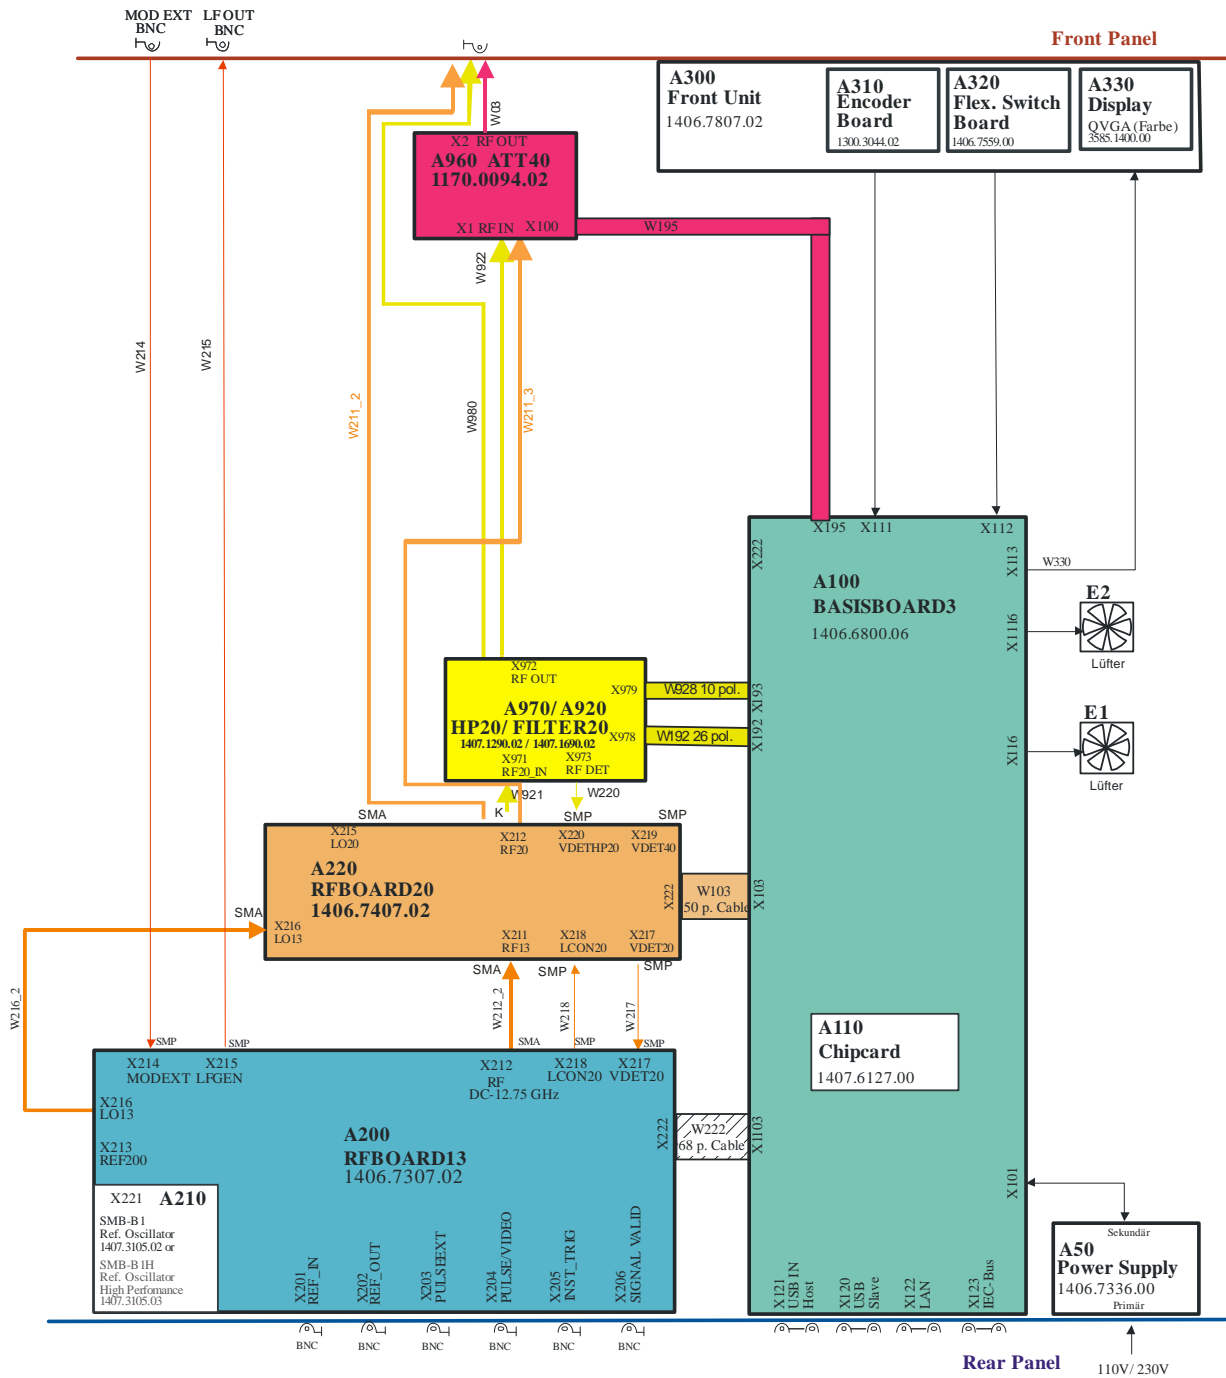 MOD EXT
BNC
LF OUT
BNC
Front Panel
A300
Front Unit
1406.7807.02
A310
Encoder
Board
1300.3044.02
A320
Flex. Switch
Board
1406.7559.00
A330
Display
QVGA (Farbe)
3585.1400.00
W03
X2 RF OUT
A960 ATT40
1170.0094.02
X1 RF IN X100
W195
W922
W214
W215
W211_2
W980
W211_3
X195 X111
X112
X222
X113
W330
A100
BASISBOARD3
1406.6800.06
E2
X1116
Lüfter
X972
RF OUT
X979
W928 10 pol.
X193
A970/ A920
HP20/ FILTER20
1407.1290.02 / 1407.1690.02
X978
W192 26 pol.
X192
E1
X116
Lüfter
X971
RF20_IN
X973
RF DET
W921
W220
SMA
K
SMP
SMP
X215
LO20
X212
RF20
X220
VDETHP20
X219
VDET40
A220
RFBOARD20
1406.7407.02
X222
W103
50 p. Cable
X103
SMA
X216
LO13
X211
RF13
X218
LCON20
X217
VDET20
SMA
SMP
SMP
W216_2
W212_2
W218
W217
A110
Chipcard
1407.6127.00
SMP
SMP
SMA
SMP
SMP
X214
MODEXT
X215
LFGEN
X212
RF
DC-12.75 GHz
X218
LCON20
X217
VDET20
X216
LO13
A200
RFBOARD13
1406.7307.02
X222
W222
68 p. Cable
X1103
X213
REF200
X221 A210
SMB-B1
Ref. Oscillator
1407.3105.02 or
SMB-B1H
Ref. Oscillator
High Perfomance
1407.3105.03
X101
Sekundär
A50
Power Supply
1406.7336.00
Primär
X201
REF_IN
X202
REF_OUT
X203
PULSEEXT
X204
PULSE/VIDEO
X205
INST_TRIG
X206
SIGNAL VALID
X121
USB IN
Host
X120
USB
Slave
X122
LAN
X123
IEC-Bus
BNC
BNC
BNC
BNC
BNC
BNC
Rear Panel
110V/ 230V